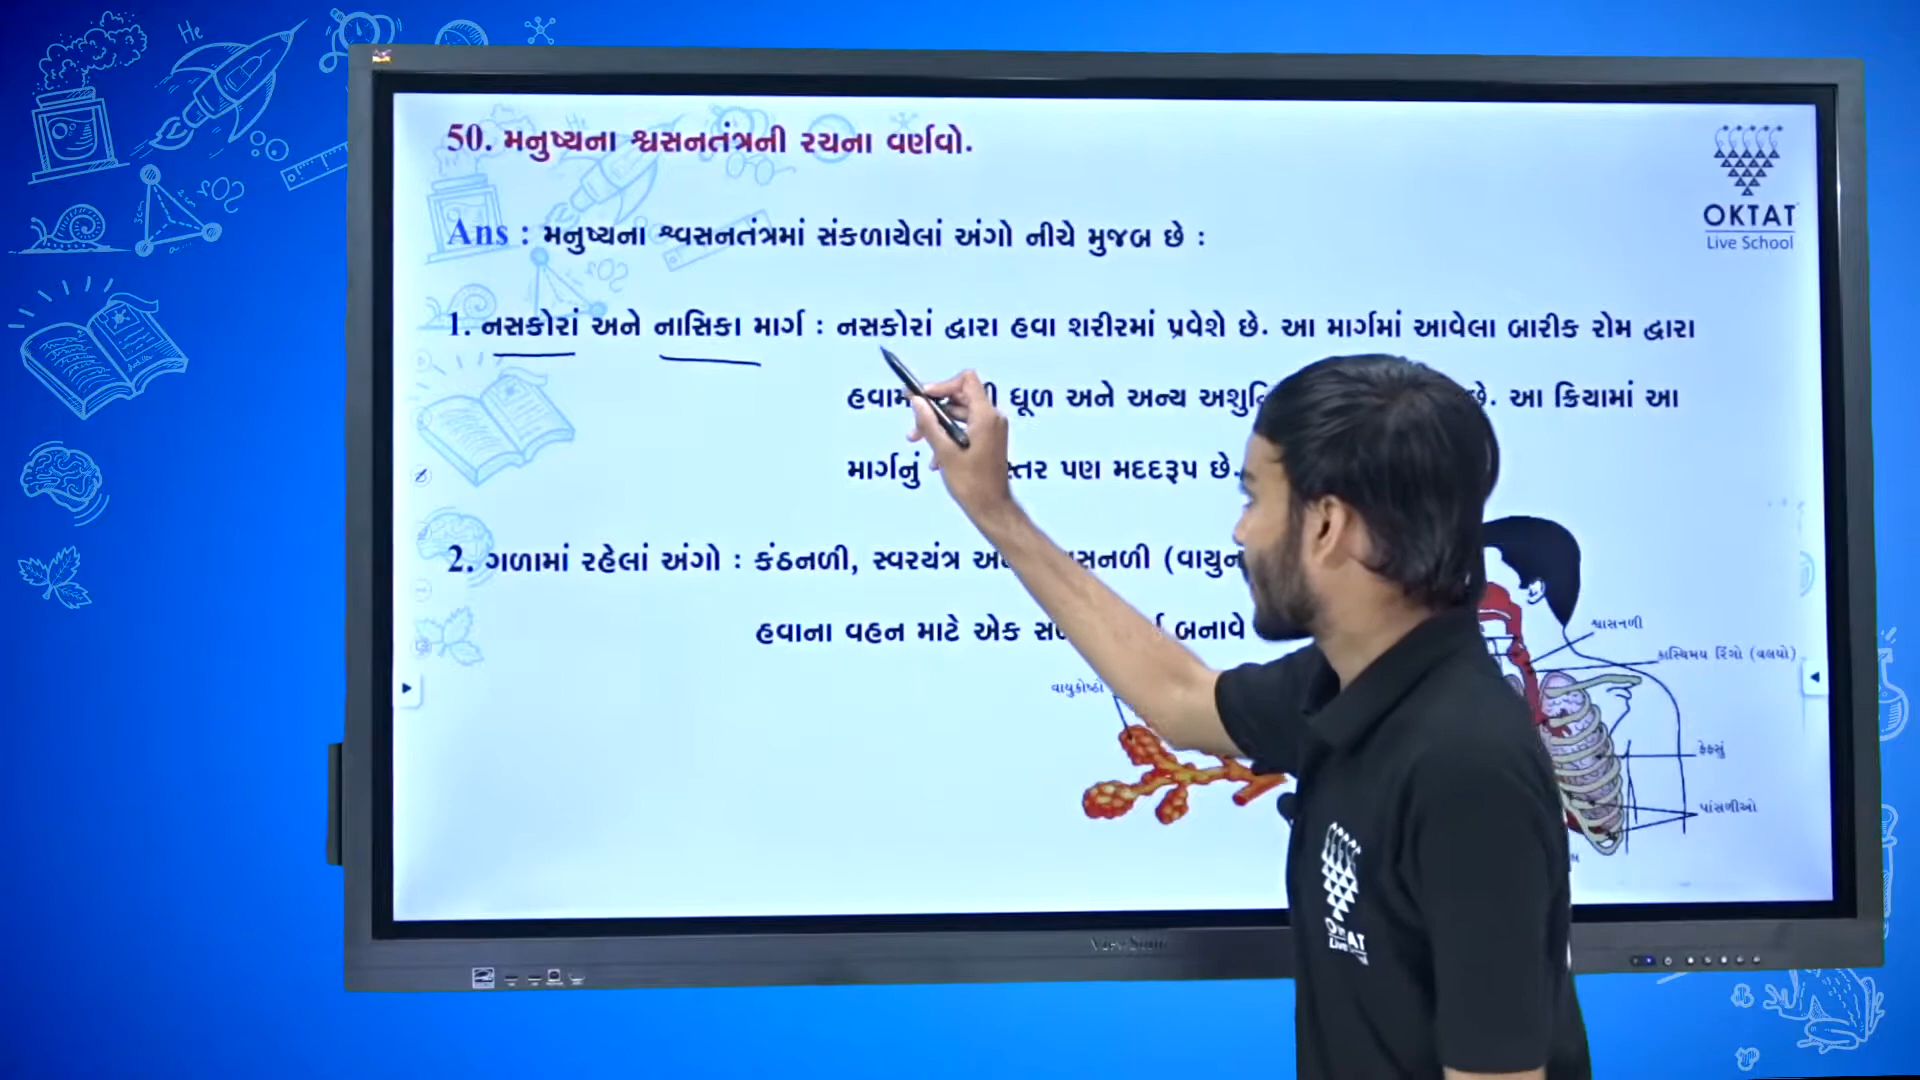 50. મનુષ્યના શ્વસનતંત્રની રચના વર્ણવો.
OKTAT
Live School
Ans : મનુષ્યના શ્વસનતંત્રમાં સંકળાયેલાં અંગો નીચે મુજબ છે :
1. નસકોરાં અને નાસિકા માર્ગ : નસકોરાં દ્વારા હવા શરીરમાં પ્રવેશે છે. આ માર્ગમાં આવેલા બારીક રોમ દ્વારા
ધૂળ અને અન્ય છે. આ ક્રિયામાં આ
માર્ગનું પણ મદદરૂપ છે.
2. ગળામાં રહેલાં અંગો : કંઠનળી, સ્વરયંત્ર
હવાના વહન માટે એક બનાવે
શ્વાસનળી
કાસ્થિમય રિંગો (વલયો)
વાયુકોષ્ઠો
ફેફસું
પાંસળીઓ
ViewSonic
He